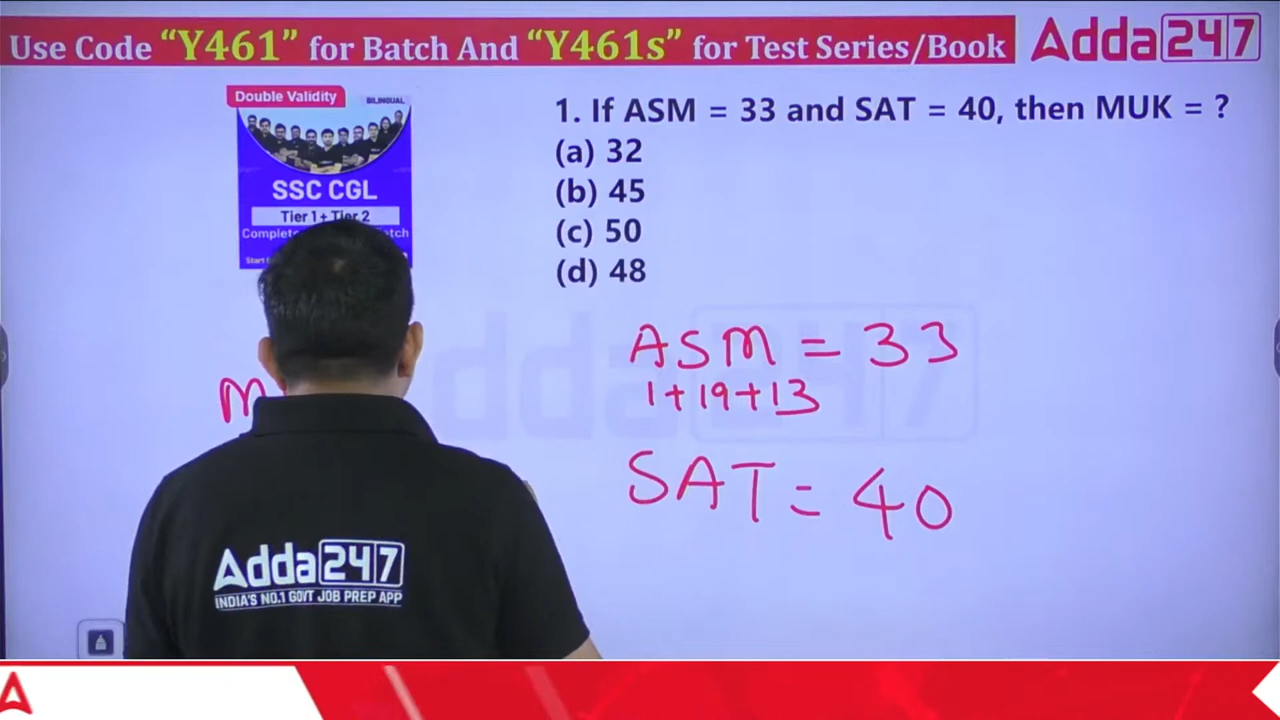 Use Code “Y461” for Batch And “Y461s” for Test Series/Book
Adda247
Double Validity
BILINGUAL
SSC CGL
Tier 1 + Tier 2
1. If ASM = 33 and SAT = 40, then MUK = ?
(a) 32
(b) 45
(c) 50
(d) 48
ASM = 33
1+19+13
SAT = 40
M
Adda247
INDIA'S NO.1 GOVT JOB PREP APP
adda247